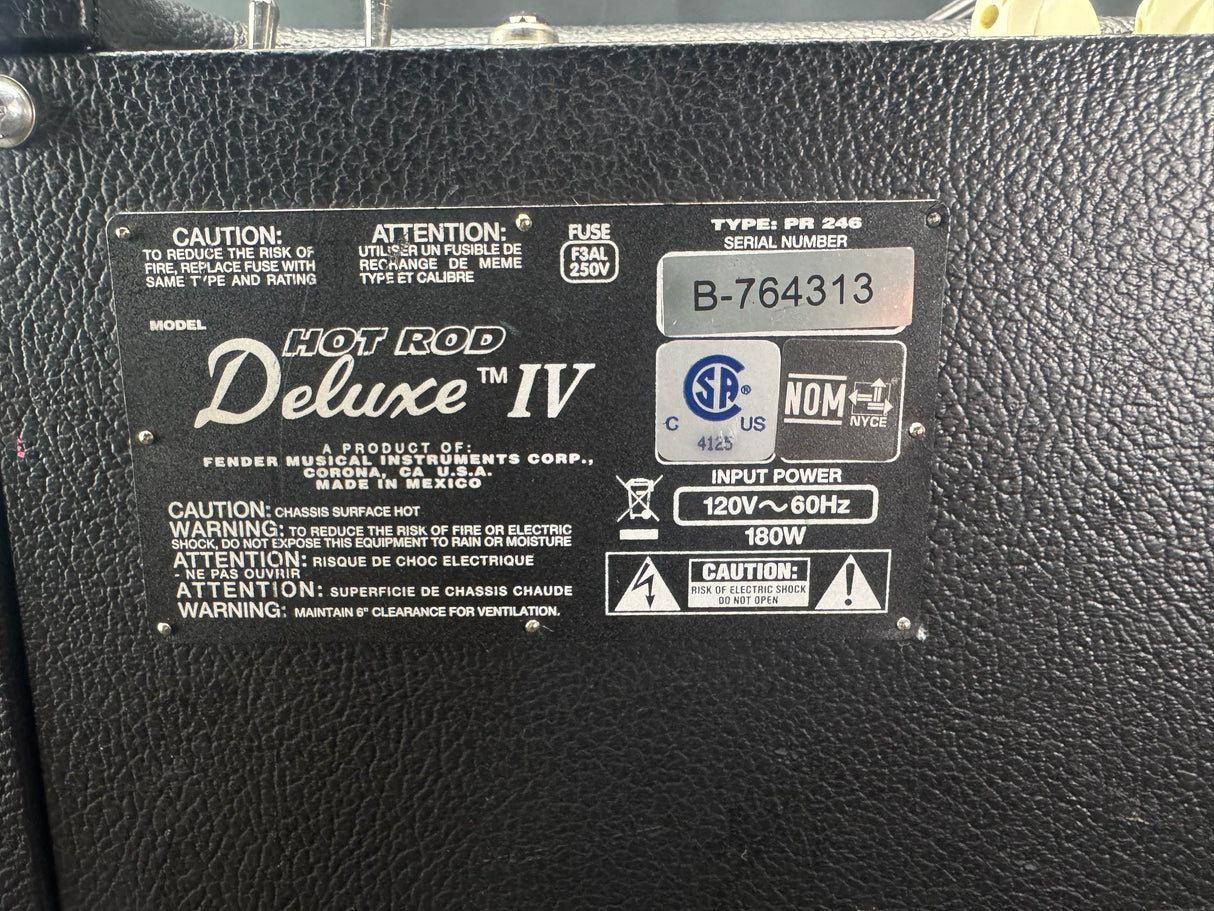 CAUTION:
TO REDUCE THE RISK OF
FIRE, REPLACE FUSE WITH
SAME TYPE AND RATING
ATTENTION:
UTILISER UN FUSIBLE DE
RECHANGE DE MEME
TYPE ET CALIBRE
FUSE
F3AL
250V
TYPE: PR 246
SERIAL NUMBER
B-764313
MODEL
HOT ROD
Deluxe™ IV
A PRODUCT OF:
FENDER MUSICAL INSTRUMENTS CORP.,
CORONA, CA U.S.A.
MADE IN MEXICO
CSA®
C US
4125
NOM
NYCE
CAUTION: CHASSIS SURFACE HOT
WARNING: TO REDUCE THE RISK OF FIRE OR ELECTRIC
SHOCK, DO NOT EXPOSE THIS EQUIPMENT TO RAIN OR MOISTURE
ATTENTION: RISQUE DE CHOC ELECTRIQUE
- NE PAS OUVRIR
ATTENTION: SUPERFICIE DE CHASSIS CHAUDE
WARNING: MAINTAIN 6" CLEARANCE FOR VENTILATION.
INPUT POWER
120V~60Hz
180W
CAUTION:
RISK OF ELECTRIC SHOCK
DO NOT OPEN